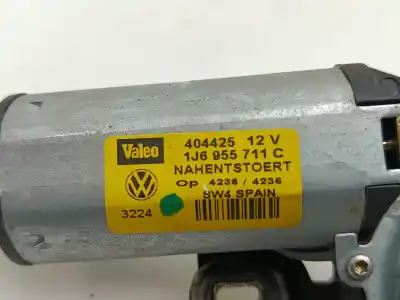 Valeo 404425 12 V
1J6 955 711 C
NAHENTSTOERT
Op 4236 / 4236
3224 SW4 SPAIN